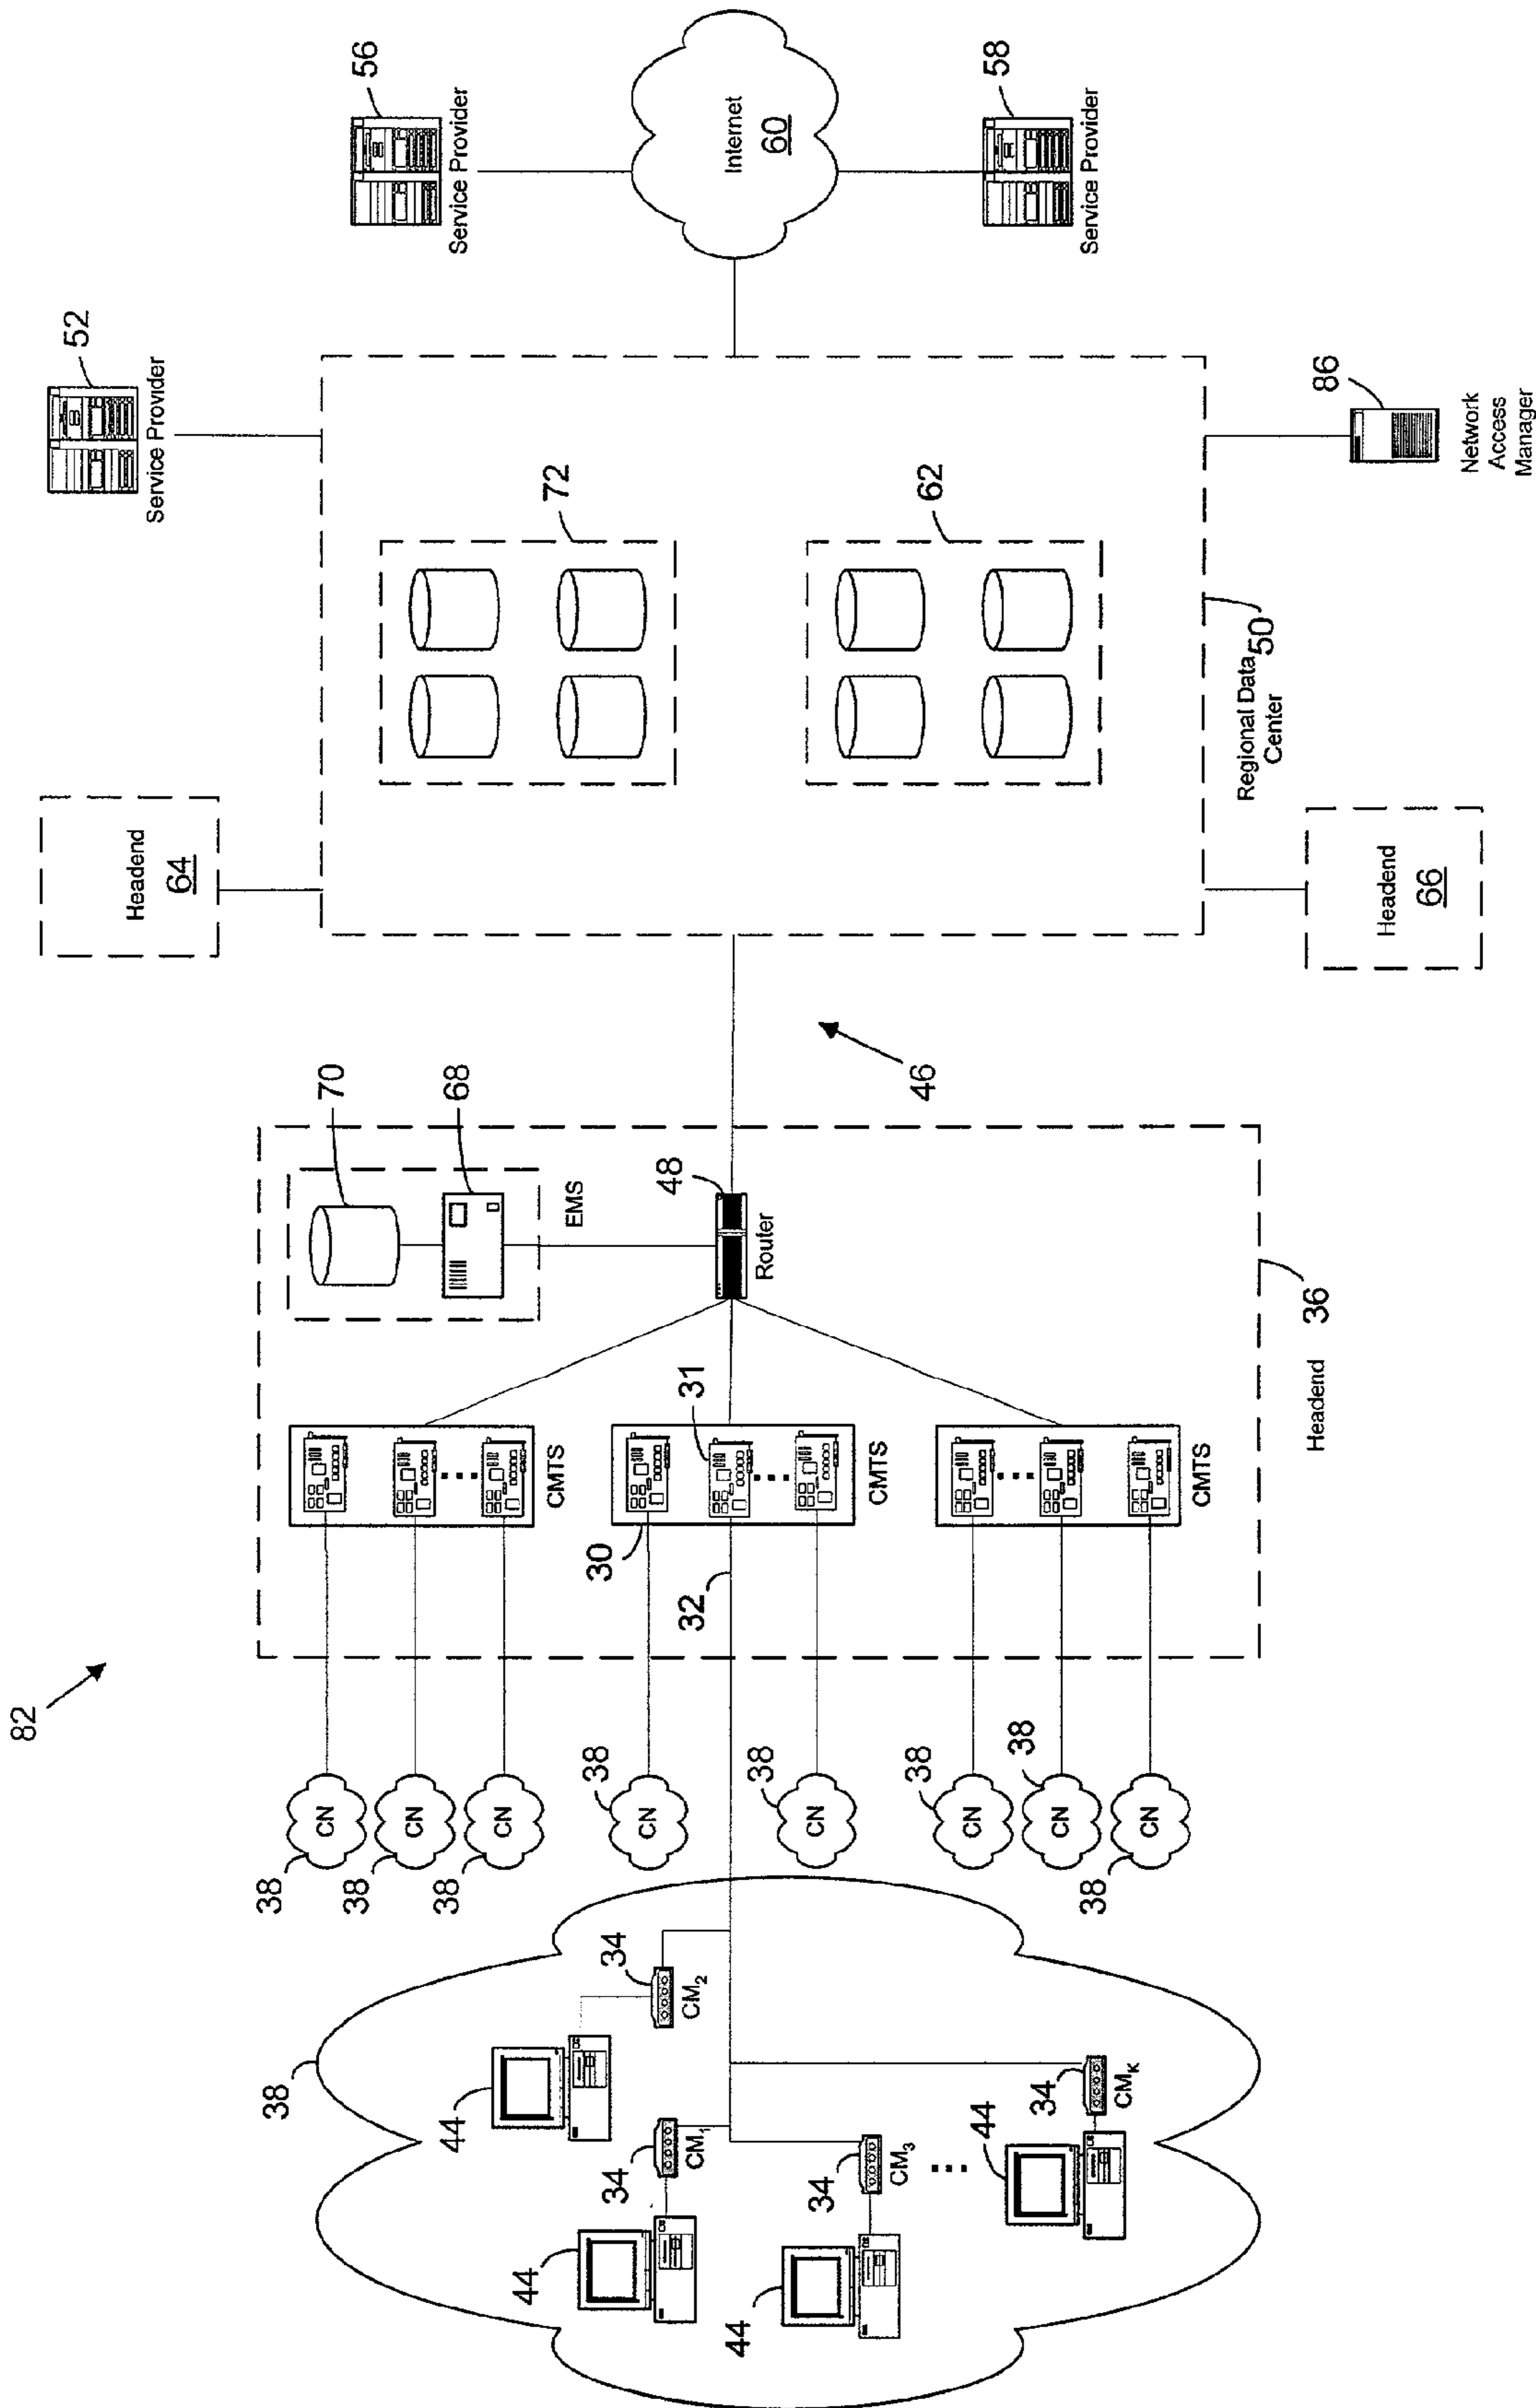 82
38
44
34
CM₂
44
34
CM₁
44
34
CM₃
44
34
CMₖ
38
CN
38
CN
38
CN
38
CN
38
CN
38
CN
38
CN
38
CN
32
30
31
CMTS
CMTS
CMTS
70
68
EMS
48
Router
36
Headend
46
Headend
64
Headend
66
72
62
Regional Data
Center
50
52
Service Provider
86
Network
Access
Manager
56
Service Provider
Internet
60
58
Service Provider